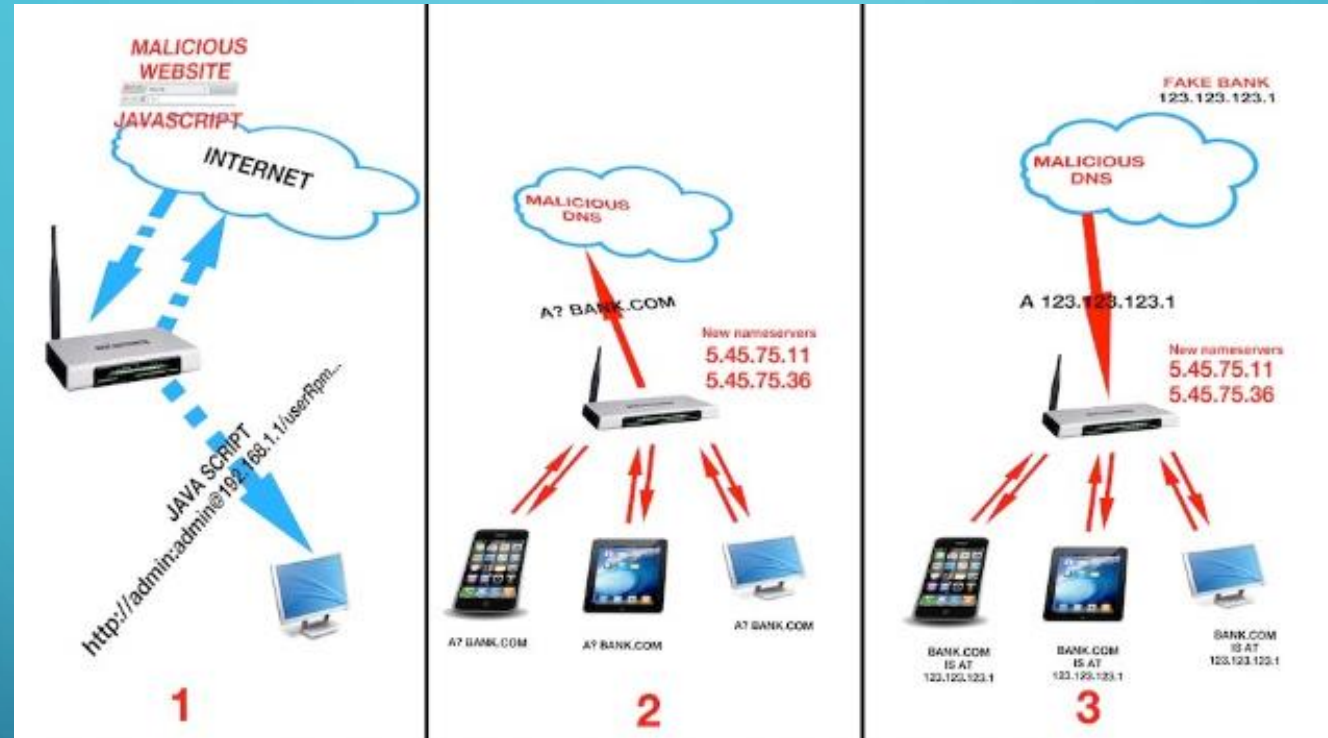 MALICIOUS
WEBSITE
JAVASCRIPT
INTERNET
JAVA SCRIPT
http://admin:admin@192.168.1.1/userRpm...
1
MALICIOUS
DNS
A? BANK.COM
New nameservers
5.45.75.11
5.45.75.36
A? BANK.COM
A? BANK.COM
A? BANK.COM
2
FAKE BANK
123.123.123.1
MALICIOUS
DNS
A 123.123.123.1
New nameservers
5.45.75.11
5.45.75.36
BANK.COM
IS AT
123.123.123.1
BANK.COM
IS AT
123.123.123.1
BANK.COM
IS AT
123.123.123.1
3